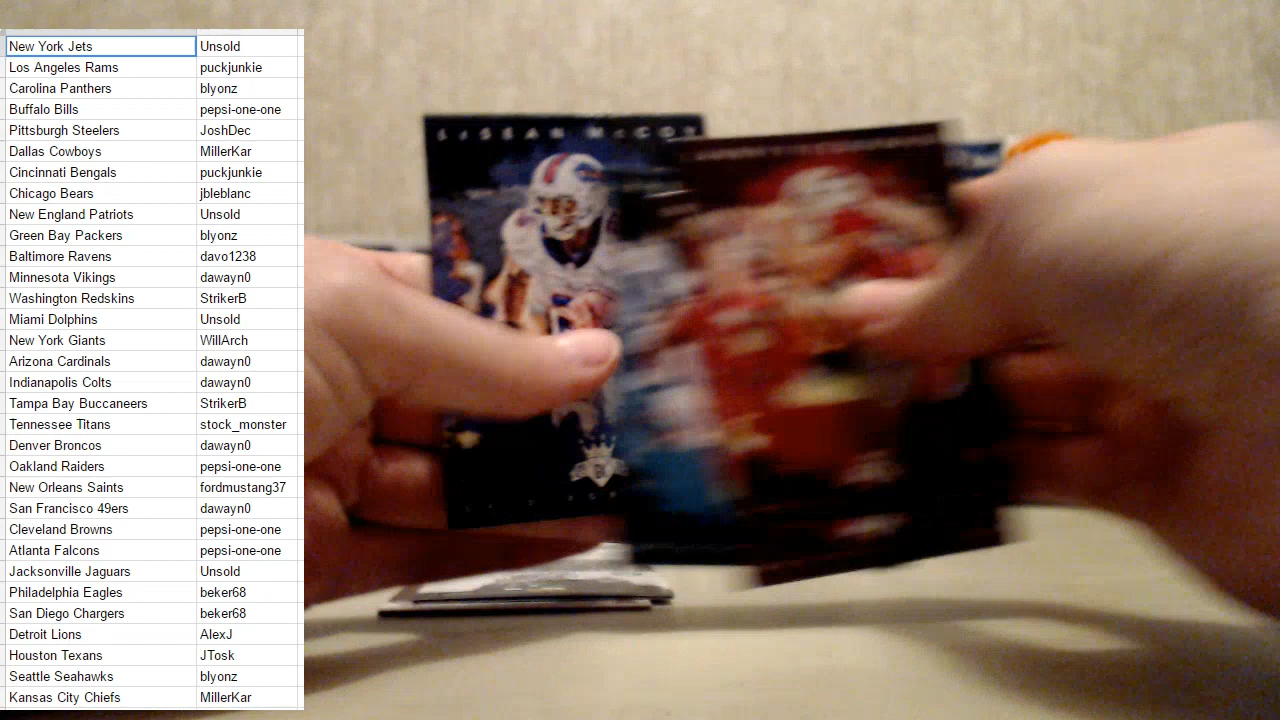 New York Jets Unsold
Los Angeles Rams puckjunkie
Carolina Panthers blyonz
Buffalo Bills pepsi-one-one
Pittsburgh Steelers JoshDec
Dallas Cowboys MillerKar
Cincinnati Bengals puckjunkie
Chicago Bears jbleblanc
New England Patriots Unsold
Green Bay Packers blyonz
Baltimore Ravens davo1238
Minnesota Vikings dawayn0
Washington Redskins StrikerB
Miami Dolphins Unsold
New York Giants WillArch
Arizona Cardinals dawayn0
Indianapolis Colts dawayn0
Tampa Bay Buccaneers StrikerB
Tennessee Titans stock_monster
Denver Broncos dawayn0
Oakland Raiders pepsi-one-one
New Orleans Saints fordmustang37
San Francisco 49ers dawayn0
Cleveland Browns pepsi-one-one
Atlanta Falcons pepsi-one-one
Jacksonville Jaguars Unsold
Philadelphia Eagles beker68
San Diego Chargers beker68
Detroit Lions AlexJ
Houston Texans JTosk
Seattle Seahawks blyonz
Kansas City Chiefs MillerKar
LESEAN McCOY